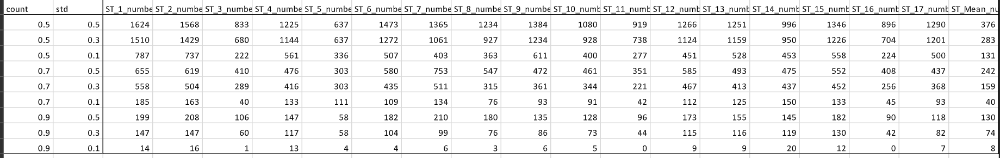 count std ST_1_numbe ST_2_numbe ST_3_numbe ST_4_numbe ST_5_numbe ST_6_numbe ST_7_numbe ST_8_numbe ST_9_numbe ST_10_numb ST_11_numb ST_12_numb ST_13_numb ST_14_numb ST_15_numb ST_16_numb ST_17_numb ST_Mean_nu
0.5 0.5 1624 1568 833 1225 637 1473 1365 1234 1384 1080 919 1266 1251 996 1346 896 1290 376
0.5 0.3 1510 1429 680 1144 637 1272 1061 927 1234 928 738 1124 1159 950 1226 704 1201 283
0.5 0.1 787 737 222 561 336 507 403 363 611 400 277 451 528 453 558 224 500 131
0.7 0.5 655 619 410 476 303 580 753 547 472 461 351 585 493 475 552 408 437 242
0.7 0.3 558 504 289 416 303 435 511 315 361 344 221 467 413 437 452 256 368 159
0.7 0.1 185 163 40 133 111 109 134 76 93 91 42 112 125 150 133 45 93 40
0.9 0.5 199 208 106 147 58 182 210 180 135 128 96 173 155 145 182 90 118 130
0.9 0.3 147 147 60 117 58 104 99 76 86 73 44 115 116 119 130 42 82 74
0.9 0.1 14 16 1 13 4 4 6 3 6 5 0 9 9 20 12 0 7 8